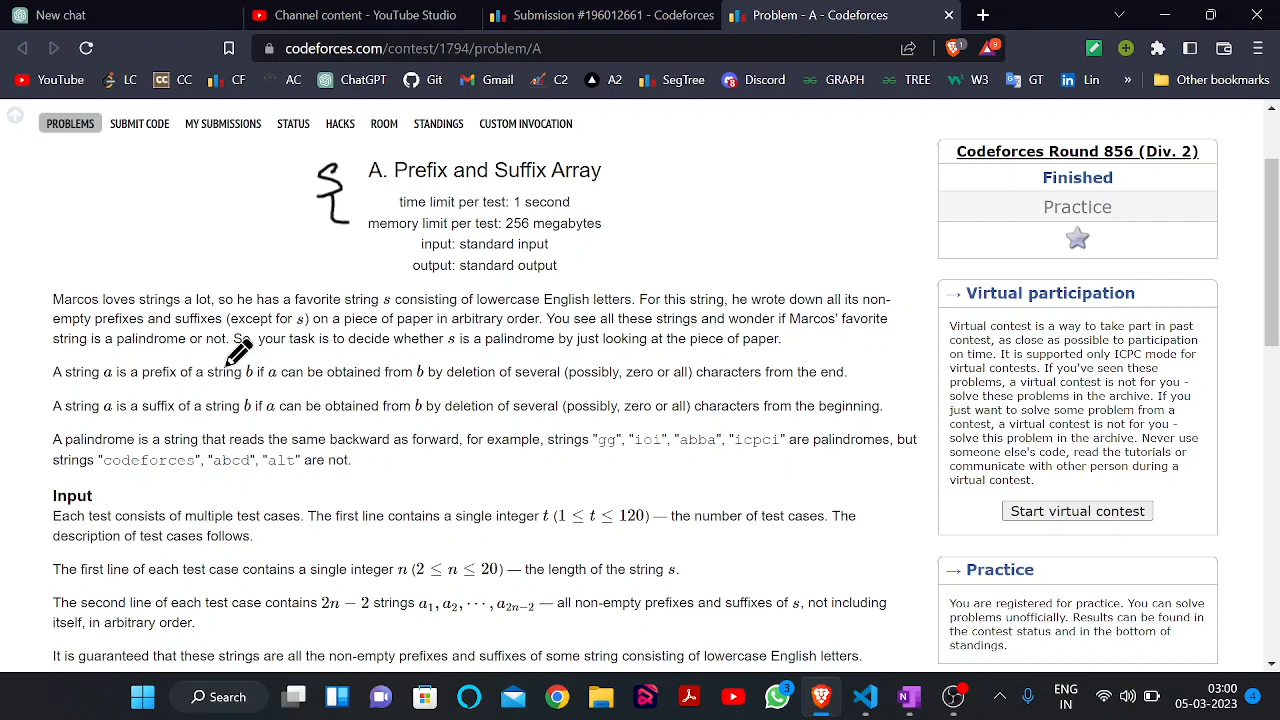 New chat
Channel content - YouTube Studio
Submission #196012661 - Codeforces
Problem - A - Codeforces
codeforces.com/contest/1794/problem/A
1
9
YouTube LC CC CC CF AC ChatGPT Git Gmail C2 A2 SegTree Discord GRAPH TREE W3 GT Lin » Other bookmarks
PROBLEMS SUBMIT CODE MY SUBMISSIONS STATUS HACKS ROOM STANDINGS CUSTOM INVOCATION
A. Prefix and Suffix Array
time limit per test: 1 second
memory limit per test: 256 megabytes
input: standard input
output: standard output
Marcos loves strings a lot, so he has a favorite string s consisting of lowercase English letters. For this string, he wrote down all its non-
empty prefixes and suffixes (except for s) on a piece of paper in arbitrary order. You see all these strings and wonder if Marcos' favorite
string is a palindrome or not. So your task is to decide whether s is a palindrome by just looking at the piece of paper.
A string a is a prefix of a string b if a can be obtained from b by deletion of several (possibly, zero or all) characters from the end.
A string a is a suffix of a string b if a can be obtained from b by deletion of several (possibly, zero or all) characters from the beginning.
A palindrome is a string that reads the same backward as forward, for example, strings "gg", "ioi", "abba", "icpci" are palindromes, but
strings "codeforces", "abcd", "alt" are not.
Input
Each test consists of multiple test cases. The first line contains a single integer t (1 ≤ t ≤ 120) — the number of test cases. The
description of test cases follows.
The first line of each test case contains a single integer n (2 ≤ n ≤ 20) — the length of the string s.
The second line of each test case contains 2n − 2 strings a₁, a₂, ⋯, a₂ₙ₋₂ — all non-empty prefixes and suffixes of s, not including
itself, in arbitrary order.
It is guaranteed that these strings are all the non-empty prefixes and suffixes of some string consisting of lowercase English letters.
Codeforces Round 856 (Div. 2)
Finished
Practice
→ Virtual participation
Virtual contest is a way to take part in past
contest, as close as possible to participation
on time. It is supported only ICPC mode for
virtual contests. If you've seen these
problems, a virtual contest is not for you -
solve these problems in the archive. If you
just want to solve some problem from a
contest, a virtual contest is not for you -
solve this problem in the archive. Never use
someone else's code, read the tutorials or
communicate with other person during a
virtual contest.
Start virtual contest
→ Practice
You are registered for practice. You can solve
problems unofficially. Results can be found in
the contest status and in the bottom of
standings.
Search
3
ENG
IN
03:00
05-03-2023
4